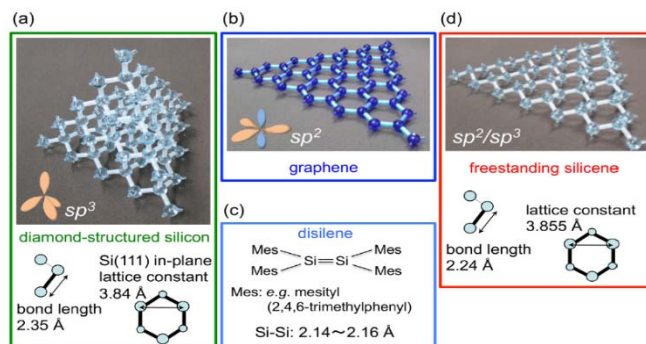 (a)
sp³
diamond-structured silicon
bond length
2.35 Å
Si(111) in-plane
lattice constant
3.84 Å
(b)
sp²
graphene
(c)
disilene
Mes Mes
Si=Si
Mes Mes
Mes: e.g. mesityl
(2,4,6-trimethylphenyl)
Si-Si: 2.14～2.16 Å
(d)
sp²/sp³
freestanding silicene
bond length
2.24 Å
lattice constant
3.855 Å